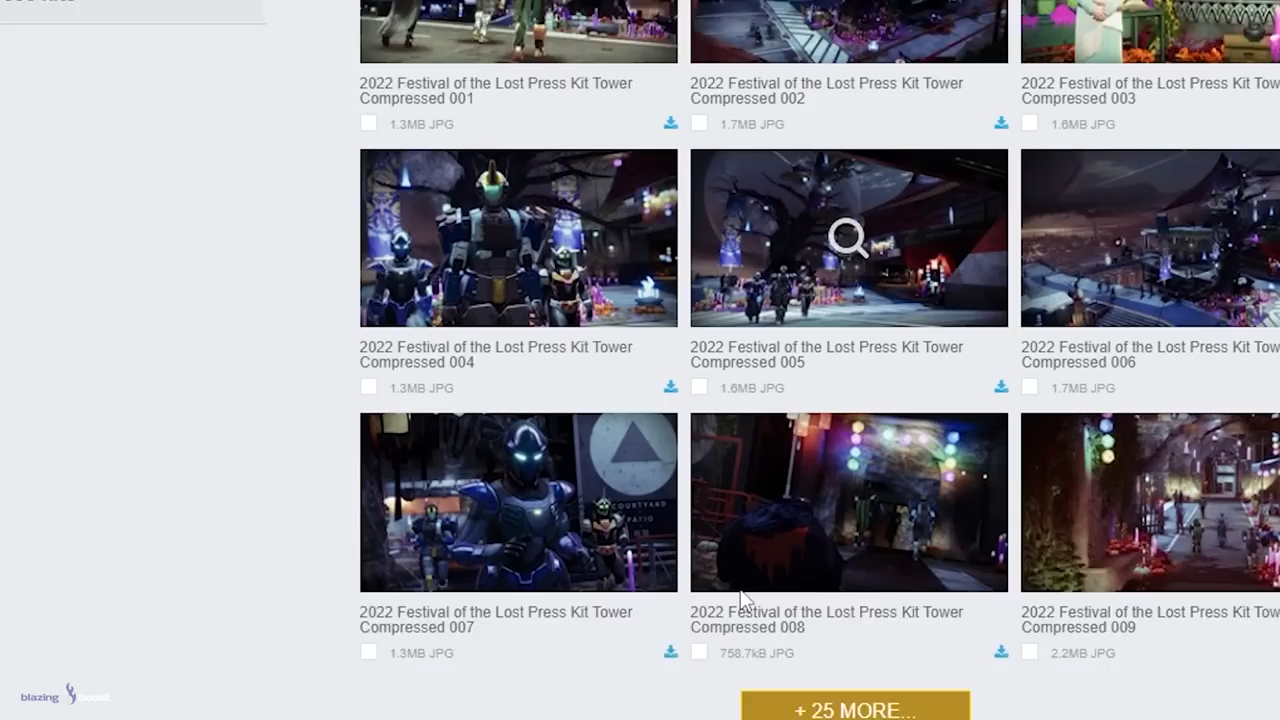 2022 Festival of the Lost Press Kit Tower
Compressed 001
1.3MB JPG
2022 Festival of the Lost Press Kit Tower
Compressed 002
1.7MB JPG
2022 Festival of the Lost Press Kit Tow
Compressed 003
1.6MB JPG
2022 Festival of the Lost Press Kit Tower
Compressed 004
1.3MB JPG
2022 Festival of the Lost Press Kit Tower
Compressed 005
1.6MB JPG
2022 Festival of the Lost Press Kit Tow
Compressed 006
1.7MB JPG
COURTYARD
PATIO
2022 Festival of the Lost Press Kit Tower
Compressed 007
1.3MB JPG
2022 Festival of the Lost Press Kit Tower
Compressed 008
758.7kB JPG
2022 Festival of the Lost Press Kit Tow
Compressed 009
2.2MB JPG
blazing boost
+ 25 MORE...